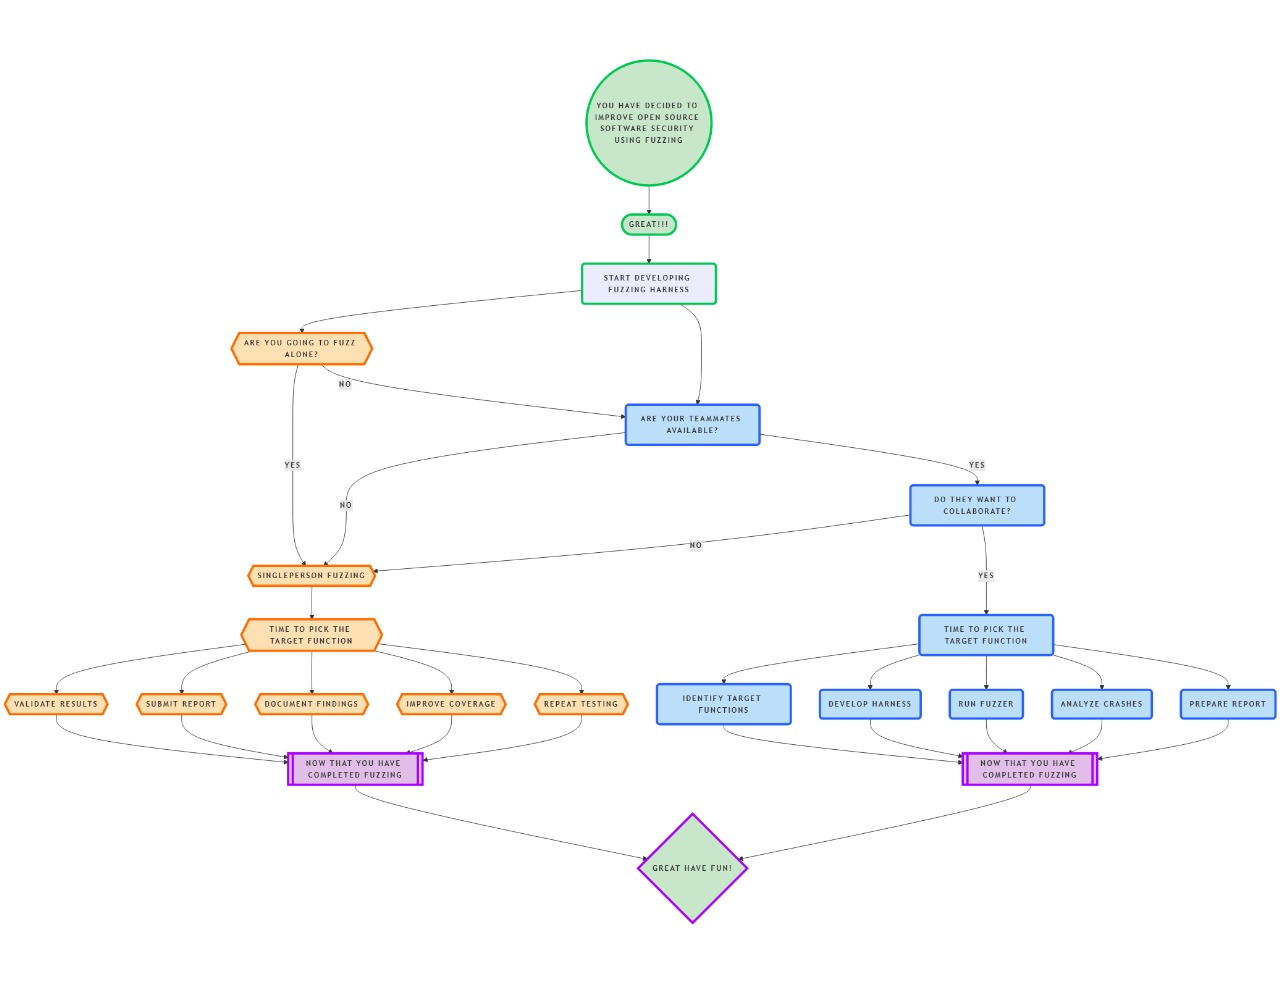 YOU HAVE DECIDED TO
IMPROVE OPEN SOURCE
SOFTWARE SECURITY
USING FUZZING
GREAT!!!
START DEVELOPING
FUZZING HARNESS
ARE YOU GOING TO FUZZ
ALONE?
NO
ARE YOUR TEAMMATES
AVAILABLE?
YES
YES
NO
DO THEY WANT TO
COLLABORATE?
NO
YES
SINGLEPERSON FUZZING
TIME TO PICK THE
TARGET FUNCTION
TIME TO PICK THE
TARGET FUNCTION
VALIDATE RESULTS
SUBMIT REPORT
DOCUMENT FINDINGS
IMPROVE COVERAGE
REPEAT TESTING
IDENTIFY TARGET
FUNCTIONS
DEVELOP HARNESS
RUN FUZZER
ANALYZE CRASHES
PREPARE REPORT
NOW THAT YOU HAVE
COMPLETED FUZZING
NOW THAT YOU HAVE
COMPLETED FUZZING
GREAT HAVE FUN!